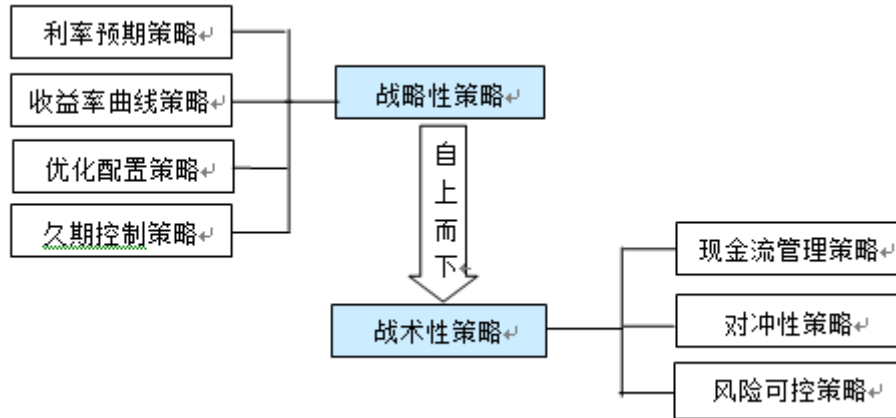 利率预期策略
收益率曲线策略
优化配置策略
久期控制策略
战略性策略
自
上
而
下
战术性策略
现金流管理策略
对冲性策略
风险可控策略